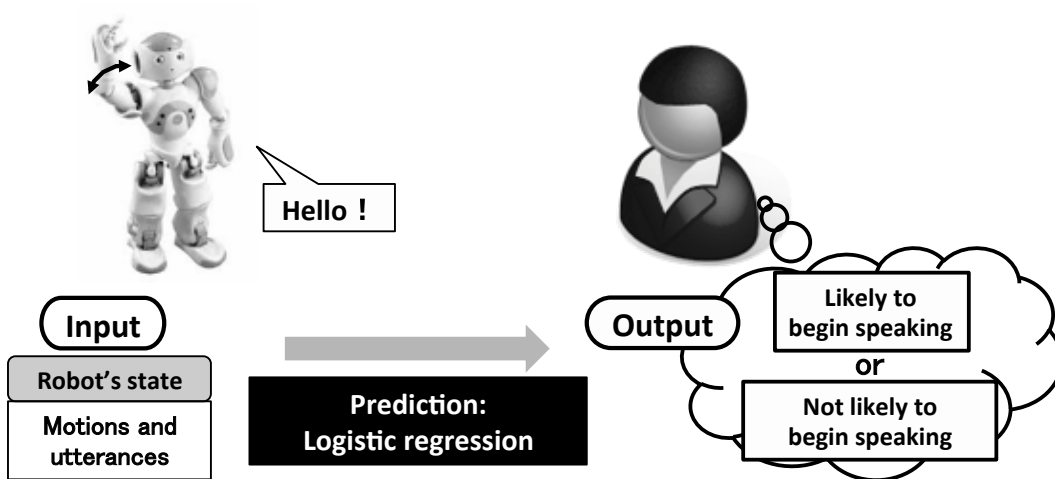 Hello !
Input
Robot's state
Motions and
utterances
Prediction:
Logistic regression
Output
Likely to
begin speaking
or
Not likely to
begin speaking